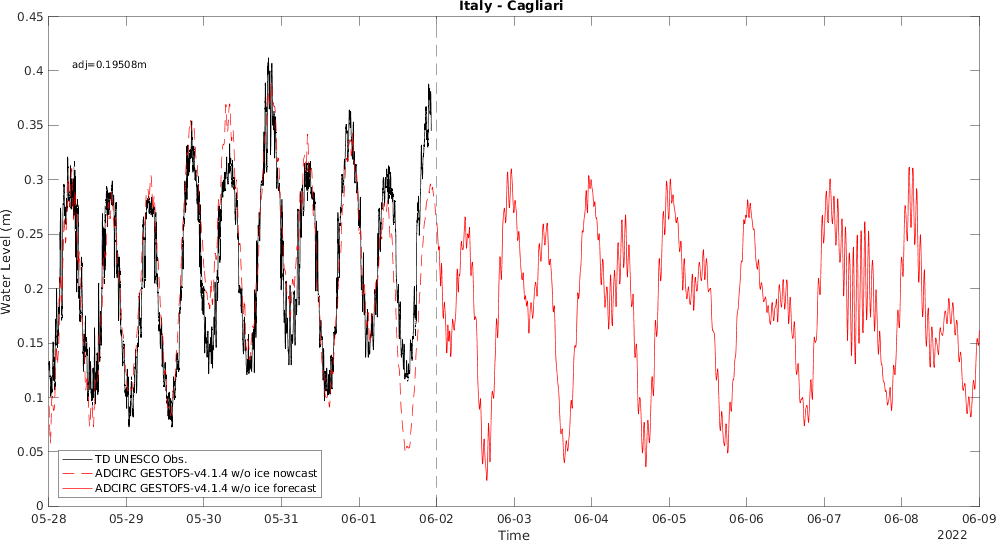 Italy - Cagliari
adj=0.19508m
Water Level (m)
0.45
0.4
0.35
0.3
0.25
0.2
0.15
0.1
0.05
0
TD UNESCO Obs.
ADCIRC GESTOFS-v4.1.4 w/o ice nowcast
ADCIRC GESTOFS-v4.1.4 w/o ice forecast
05-28 05-29 05-30 05-31 06-01 06-02 06-03 06-04 06-05 06-06 06-07 06-08 06-09
Time
2022